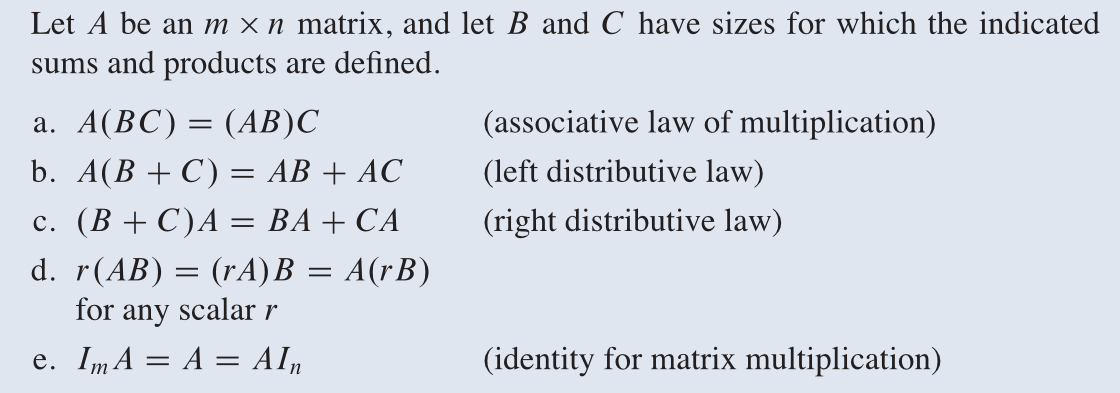 Let A be an m × n matrix, and let B and C have sizes for which the indicated
sums and products are defined.
a. A(BC) = (AB)C (associative law of multiplication)
b. A(B + C) = AB + AC (left distributive law)
c. (B + C)A = BA + CA (right distributive law)
d. r(AB) = (rA)B = A(rB)
for any scalar r
e. IₘA = A = AIₙ (identity for matrix multiplication)